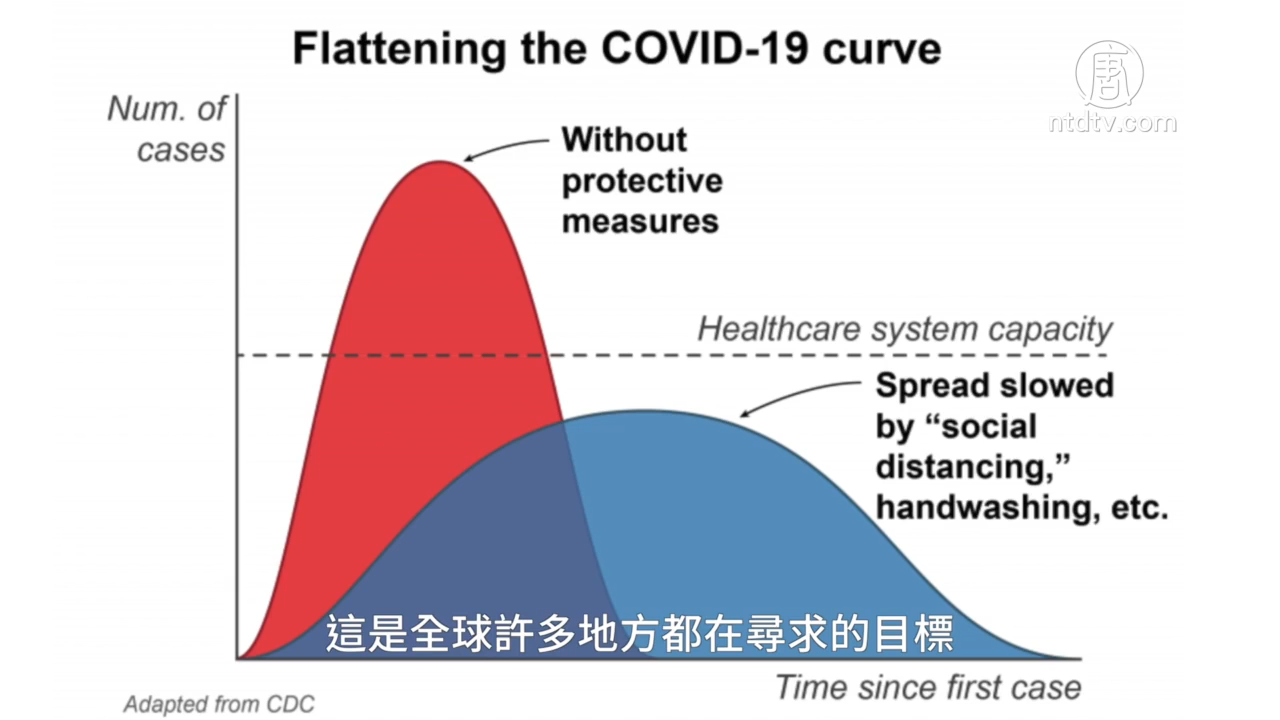 Flattening the COVID-19 curve
唐
ntdtv.com
Num. of
cases
Without
protective
measures
Healthcare system capacity
Spread slowed
by “social
distancing,”
handwashing, etc.
這是全球許多地方都在尋求的目標
Time since first case
Adapted from CDC